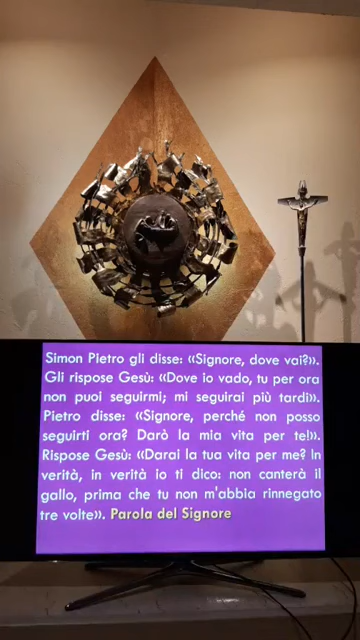 Simon Pietro gli disse: «Signore, dove vai?».
Gli rispose Gesù: «Dove io vado, tu per ora
non puoi seguirmi; mi seguirai più tardi».
Pietro disse: «Signore, perché non posso
seguirti ora? Darò la mia vita per te!».
Rispose Gesù: «Darai la tua vita per me? In
verità, in verità io ti dico: non canterà il
gallo, prima che tu non m'abbia rinnegato
tre volte». Parola del Signore